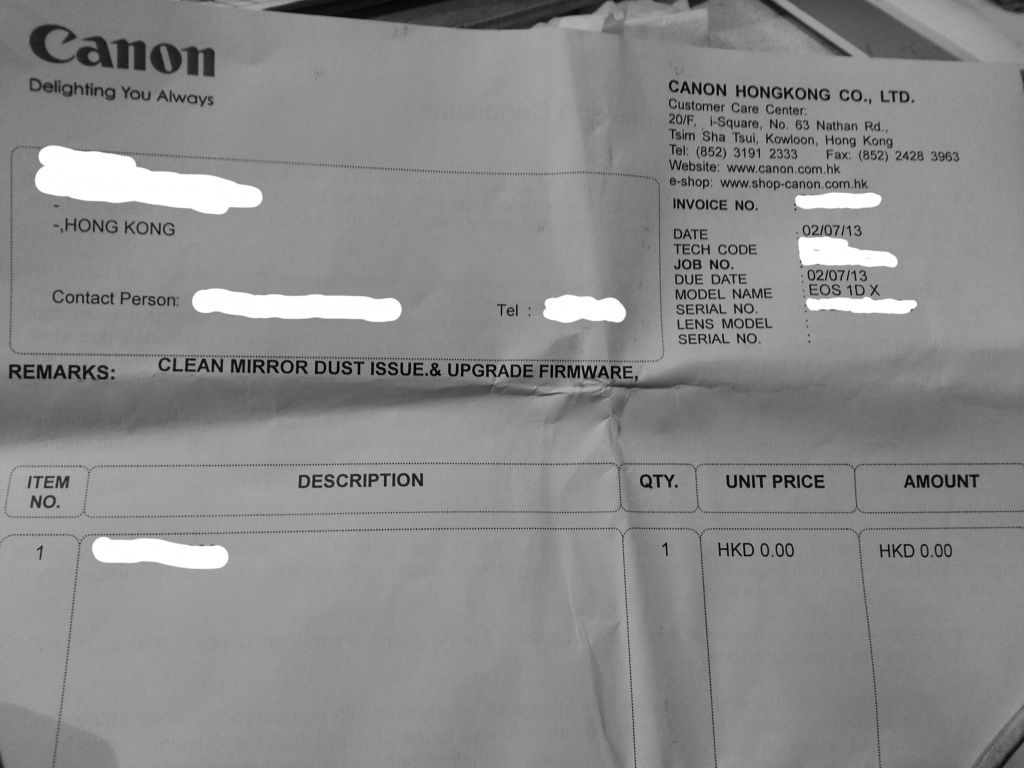 Canon
Delighting You Always
CANON HONGKONG CO., LTD.
Customer Care Center:
20/F, i-Square, No. 63 Nathan Rd.,
Tsim Sha Tsui, Kowloon, Hong Kong
Tel: (852) 3191 2333 Fax: (852) 2428 3963
Website: www.canon.com.hk
e-shop: www.shop-canon.com.hk
INVOICE NO. :
DATE : 02/07/13
TECH CODE :
JOB NO. :
DUE DATE : 02/07/13
MODEL NAME : EOS 1D X
SERIAL NO. :
LENS MODEL :
SERIAL NO. :
-
-,HONG KONG
Contact Person: Tel :
REMARKS: CLEAN MIRROR DUST ISSUE.& UPGRADE FIRMWARE,
ITEM NO. DESCRIPTION QTY. UNIT PRICE AMOUNT
1 1 HKD 0.00 HKD 0.00